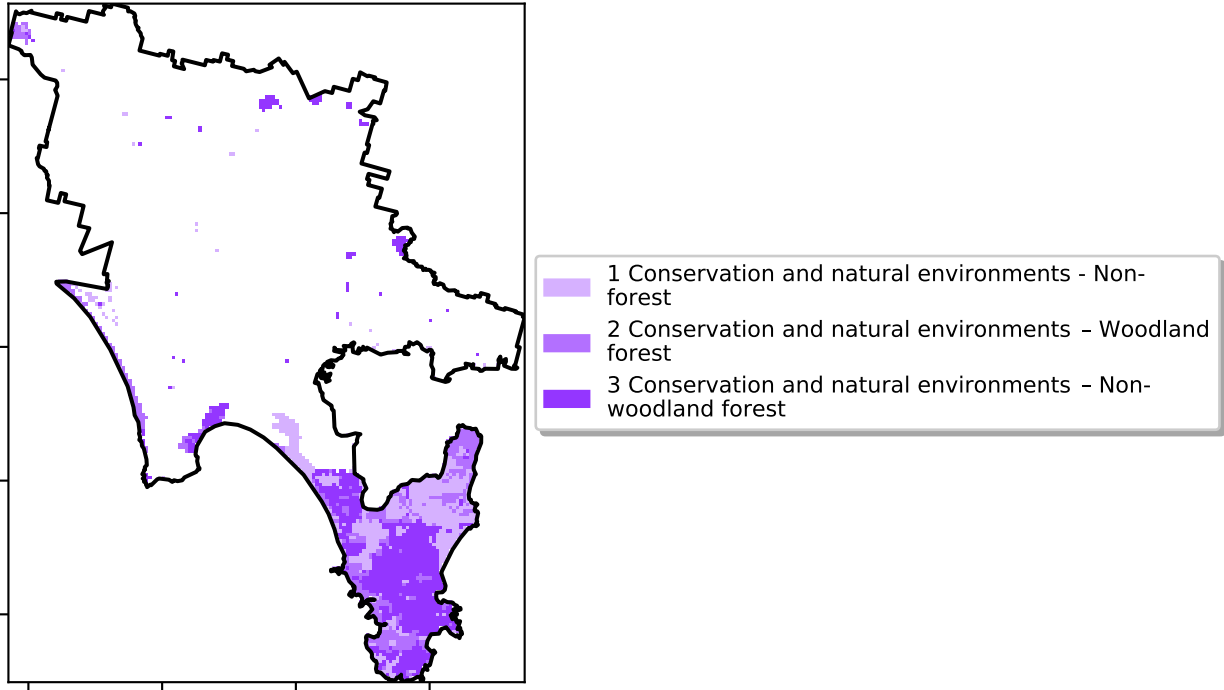 1 Conservation and natural environments - Non-
forest
2 Conservation and natural environments – Woodland
forest
3 Conservation and natural environments – Non-
woodland forest